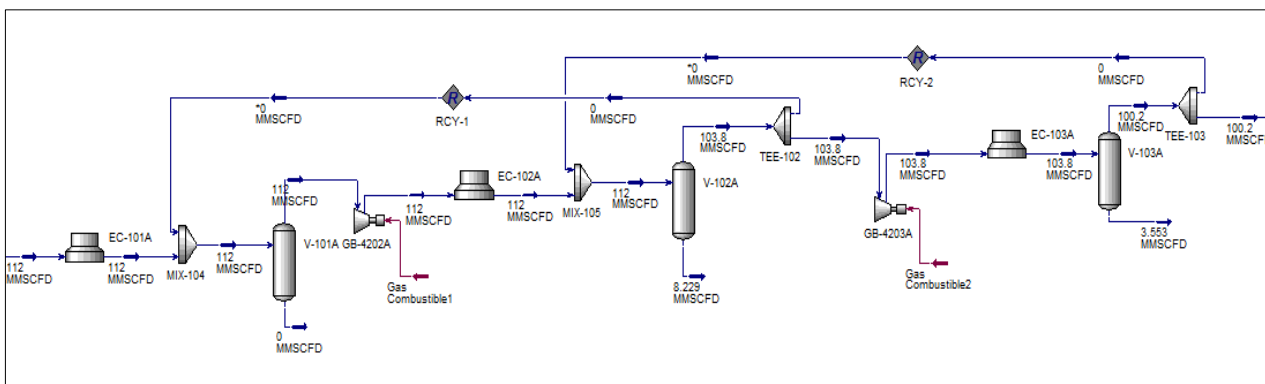 R
RCY-2
*0
MMSCFD
0
MMSCFD
R
RCY-1
*0
MMSCFD
0
MMSCFD
103.8
MMSCFD
TEE-102
103.8
MMSCFD
100.2
MMSCFD
TEE-103
100.2
MMSCFD
EC-103A
103.8
MMSCFD
103.8
MMSCFD
V-103A
EC-102A
112
MMSCFD
112
MMSCFD
MIX-105
112
MMSCFD
V-102A
112
MMSCFD
GB-4202A
GB-4203A
EC-101A
112
MMSCFD
112
MMSCFD
MIX-104
112
MMSCFD
V-101A
3.553
MMSCFD
Gas
Combustible1
8.229
MMSCFD
Gas
Combustible2
0
MMSCFD